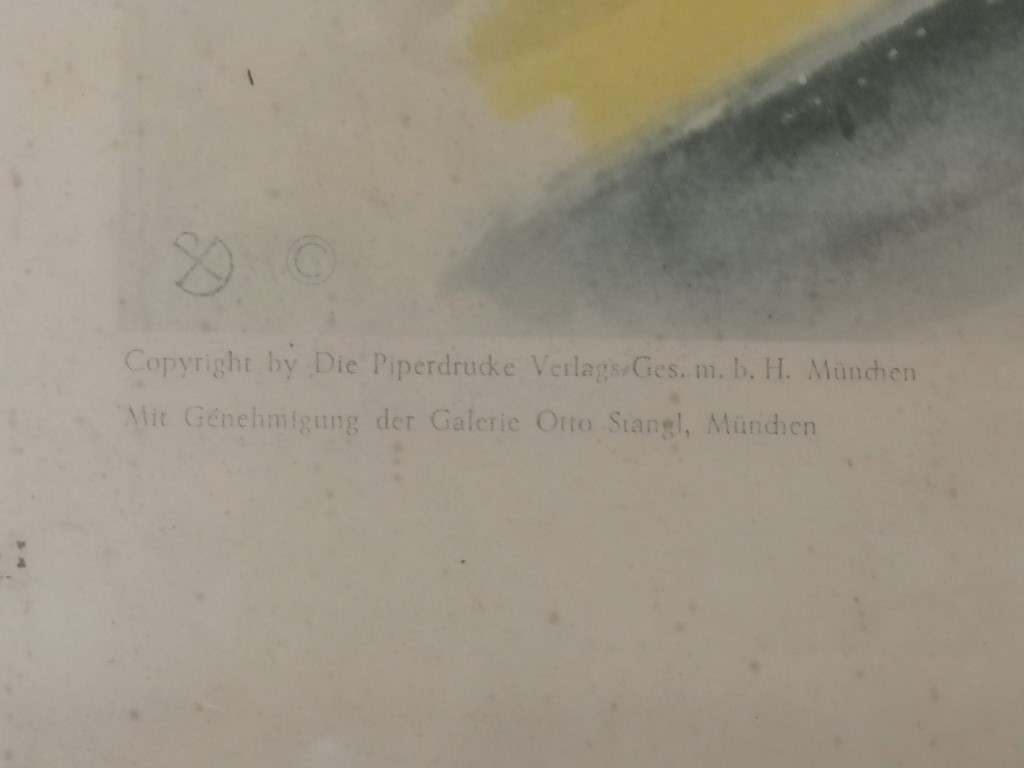 ©
Copyright by Die Piperdrucke Verlags-Ges. m. b. H. München
Mit Genehmigung der Galerie Otto Stangl, München